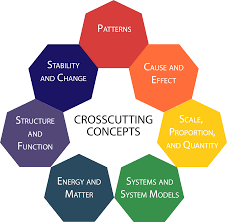 PATTERNS
STABILITY
AND CHANGE
CAUSE AND
EFFECT
STRUCTURE
AND
FUNCTION
CROSSCUTTING
CONCEPTS
SCALE,
PROPORTION,
AND QUANTITY
ENERGY AND
MATTER
SYSTEMS AND
SYSTEM MODELS